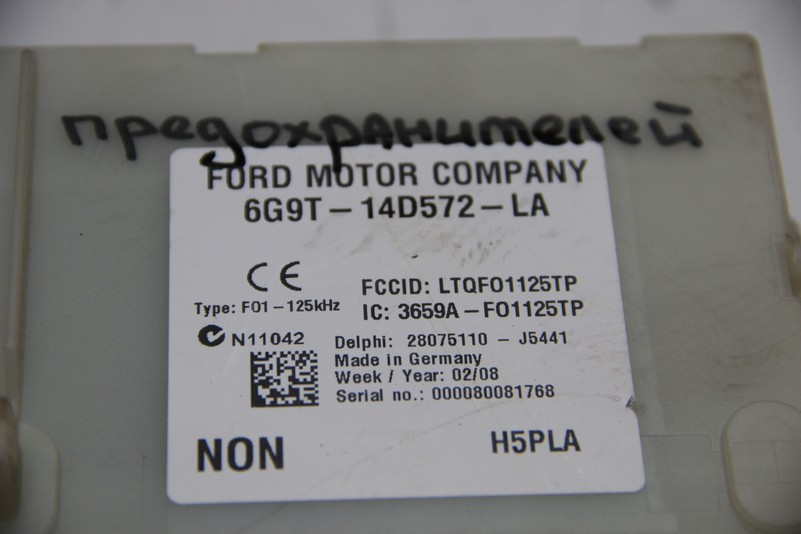 предохранителей
FORD MOTOR COMPANY
6G9T - 14D572 - LA
CE
FCCID: LTQFO1125TP
Type: FO1 - 125kHz
IC: 3659A - FO1125TP
N11042
Delphi: 28075110 - J5441
Made in Germany
Week / Year: 02/08
Serial no.: 000080081768
NON
H5PLA